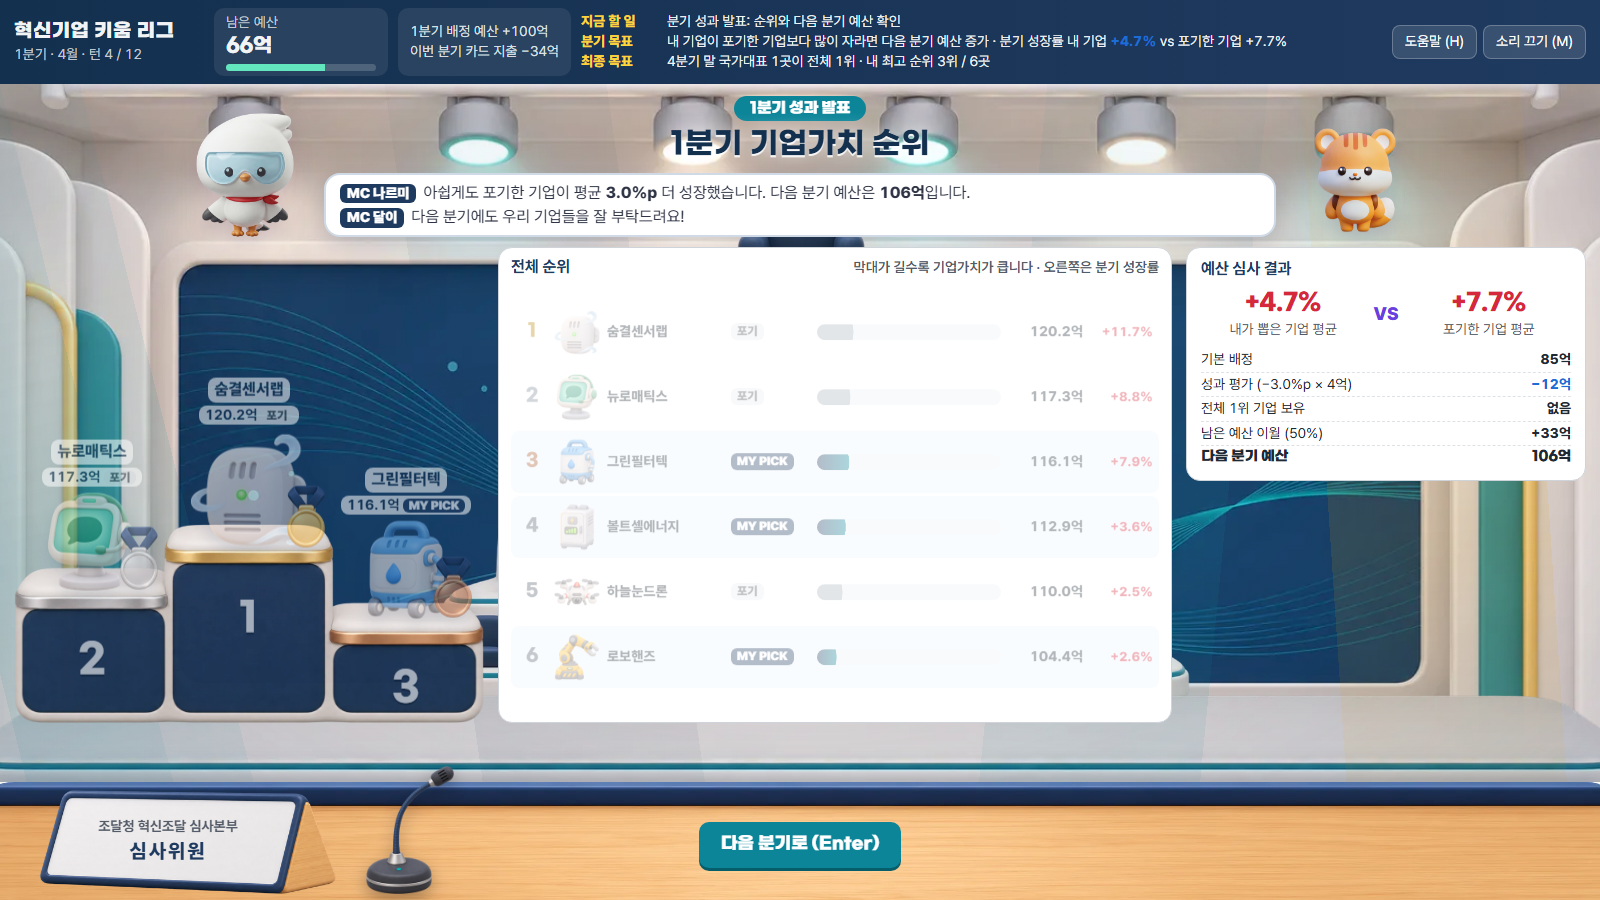 혁신기업 키움 리그
1분기 · 4월 · 턴 4 / 12
남은 예산
66억
1분기 배정 예산 +100억
이번 분기 카드 지출 −34억
지금 할 일 분기 성과 발표: 순위와 다음 분기 예산 확인
분기 목표 내 기업이 포기한 기업보다 많이 자라면 다음 분기 예산 증가 · 분기 성장률 내 기업 +4.7% vs 포기한 기업 +7.7%
최종 목표 4분기 말 국가대표 1곳이 전체 1위 · 내 최고 순위 3위 / 6곳
도움말 (H)
소리 끄기 (M)
1분기 성과 발표
1분기 기업가치 순위
MC 나르미 아쉽게도 포기한 기업이 평균 3.0%p 더 성장했습니다. 다음 분기 예산은 106억입니다.
MC 달이 다음 분기에도 우리 기업들을 잘 부탁드려요!
숨결센서랩
120.2억 포기
뉴로매틱스
117.3억 포기
그린필터텍
116.1억 MY PICK
1
2
3
전체 순위 막대가 길수록 기업가치가 큽니다 · 오른쪽은 분기 성장률
1 숨결센서랩 포기 120.2억 +11.7%
2 뉴로매틱스 포기 117.3억 +8.8%
3 그린필터텍 MY PICK 116.1억 +7.9%
4 볼트셀에너지 MY PICK 112.9억 +3.6%
5 하늘눈드론 포기 110.0억 +2.5%
6 로보핸즈 MY PICK 104.4억 +2.6%
예산 심사 결과
+4.7% VS +7.7%
내가 뽑은 기업 평균 포기한 기업 평균
기본 배정 85억
성과 평가 (−3.0%p × 4억) −12억
전체 1위 기업 보유 없음
남은 예산 이월 (50%) +33억
다음 분기 예산 106억
조달청 혁신조달 심사본부
심사위원
다음 분기로 (Enter)